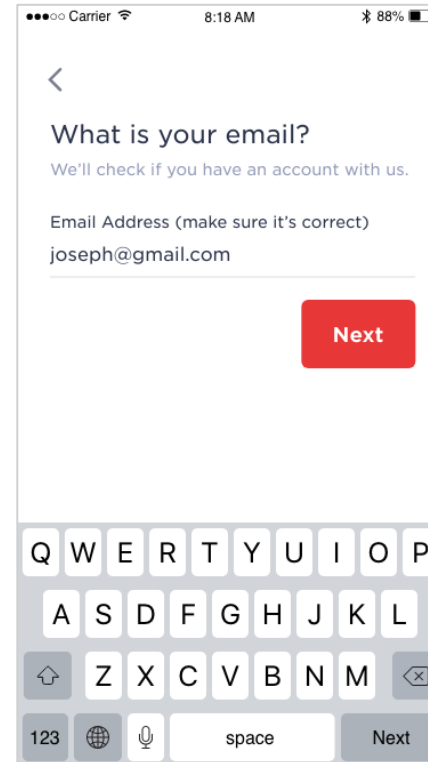 Carrier 8:18 AM 88%
What is your email?
We'll check if you have an account with us.
Email Address (make sure it's correct)
joseph@gmail.com
Next
Q W E R T Y U I O P
A S D F G H J K L
Z X C V B N M
123 space Next